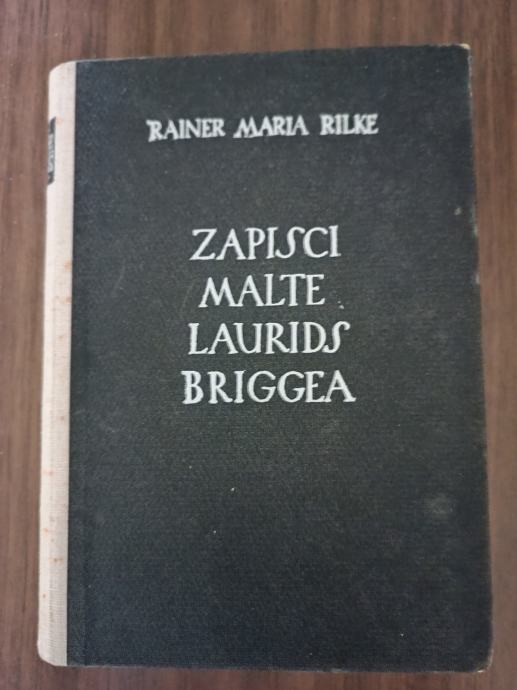 RAINER MARIA RILKE
ZAPISCI
MALTE
LAURIDS
BRIGGEA